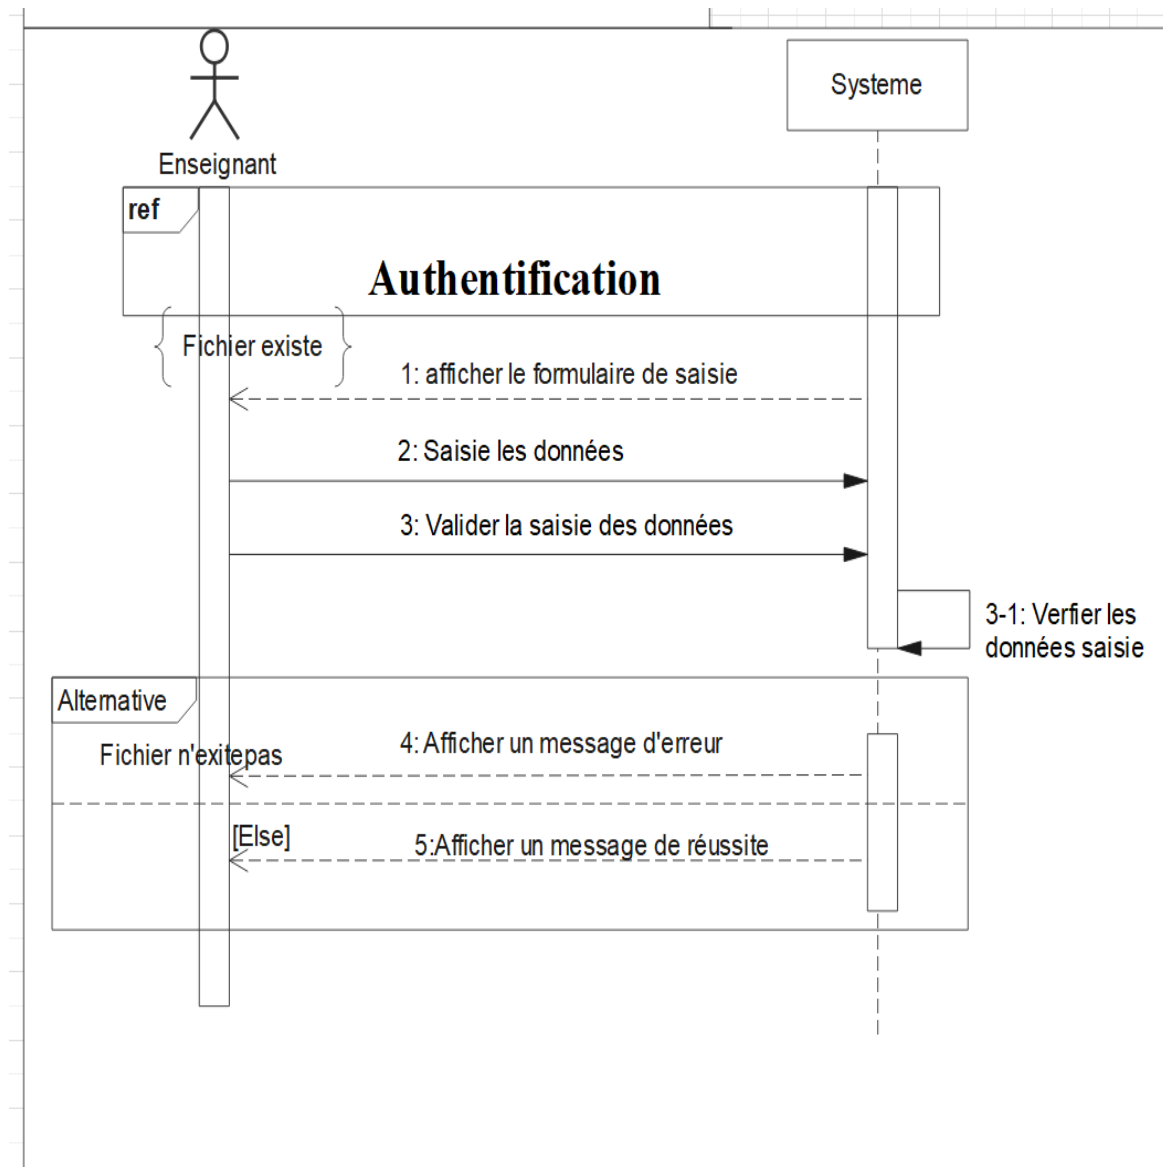 Systeme
Enseignant
ref
Authentification
Fichier existe
1: afficher le formulaire de saisie
2: Saisie les données
3: Valider la saisie des données
3-1: Verfier les
données saisie
Alternative
Fichier n'exitepas
4: Afficher un message d'erreur
[Else]
5:Afficher un message de réussite